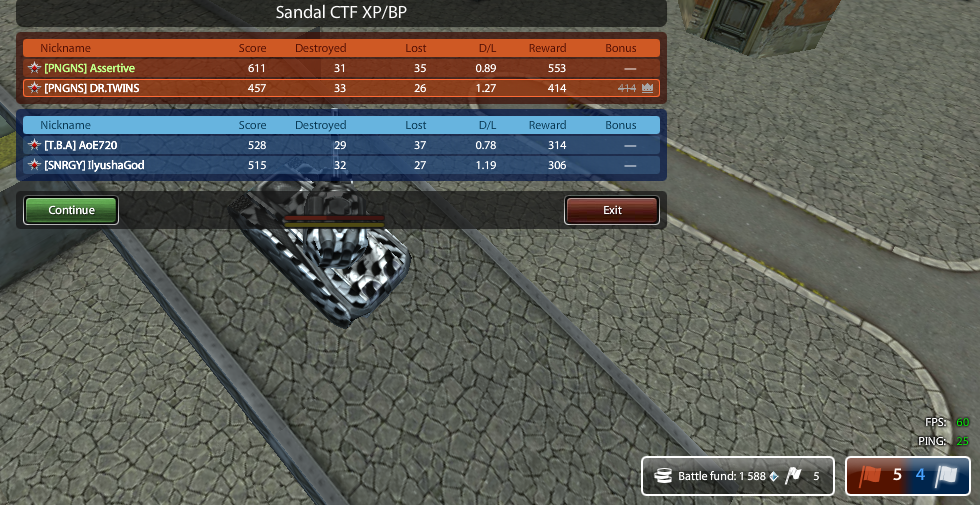 Sandal CTF XP/BP
Nickname Score Destroyed Lost D/L Reward Bonus
[PNGNS] Assertive 611 31 35 0.89 553 —
[PNGNS] DR.TWINS 457 33 26 1.27 414 414
Nickname Score Destroyed Lost D/L Reward Bonus
[T.B.A] AoE720 528 29 37 0.78 314 —
[SNRGY] IlyushaGod 515 32 27 1.19 306 —
Continue Exit
FPS: 60
PING: 25
Battle fund: 1 588 5 5 4